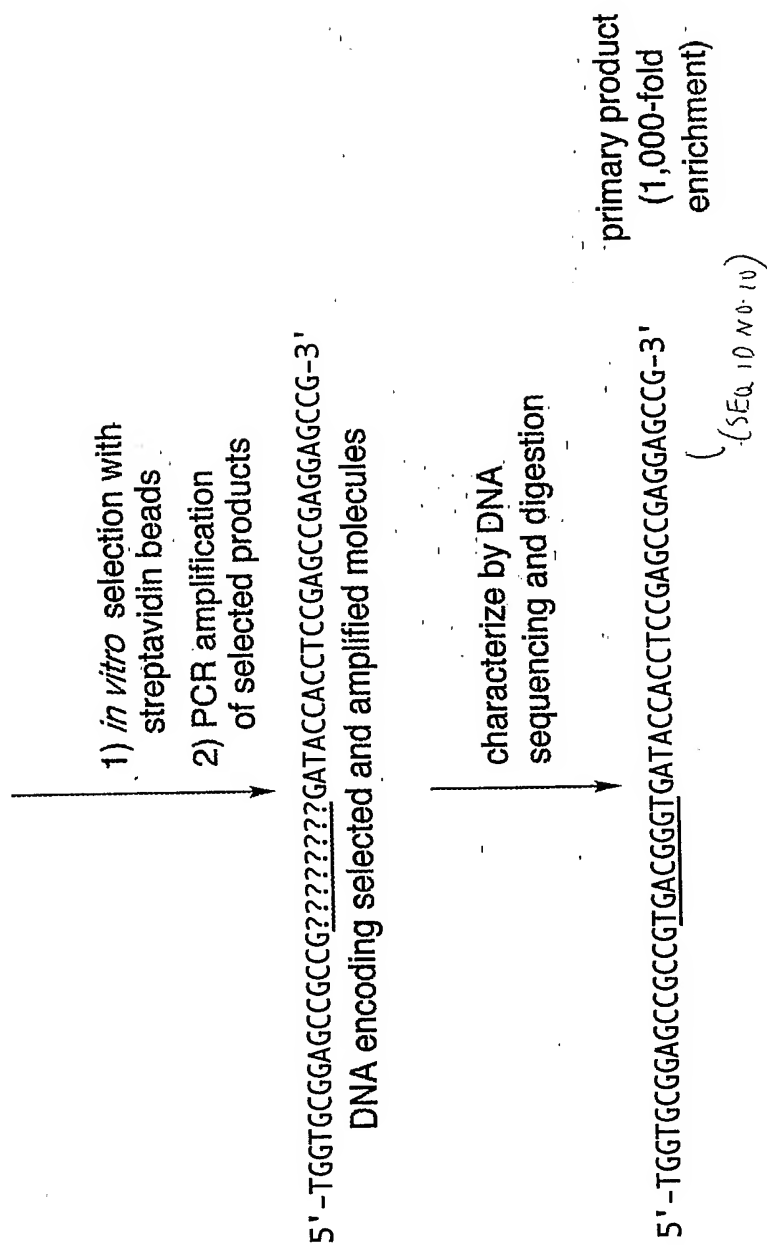 1) in vitro selection with
streptavidin beads
2) PCR amplification
of selected products
5'-TGGTGCGGAGCCGCCG?????????GATACCACCTCCGAGCCGAGGAGCCG-3'
DNA encoding selected and amplified molecules
characterize by DNA
sequencing and digestion
5'-TGGTGCGGAGCCGCCGTGACGGGTGATACCACCTCCGAGCCGAGGAGCCG-3'
(SEQ ID NO. 10)
primary product
(1,000-fold
enrichment)